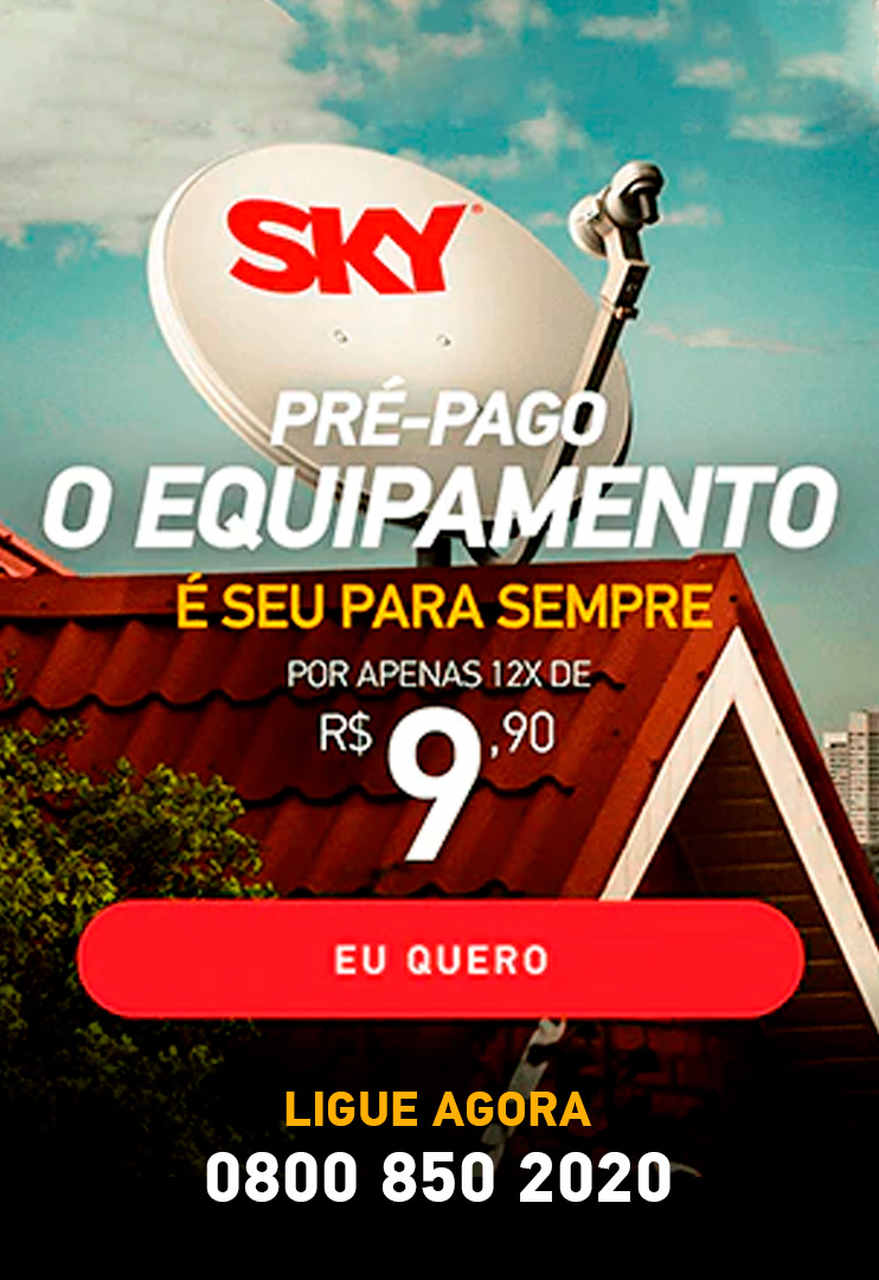 SKY®
PRÉ-PAGO
O EQUIPAMENTO
É SEU PARA SEMPRE
POR APENAS 12X DE
R$ 9,90
EU QUERO
LIGUE AGORA
0800 850 2020